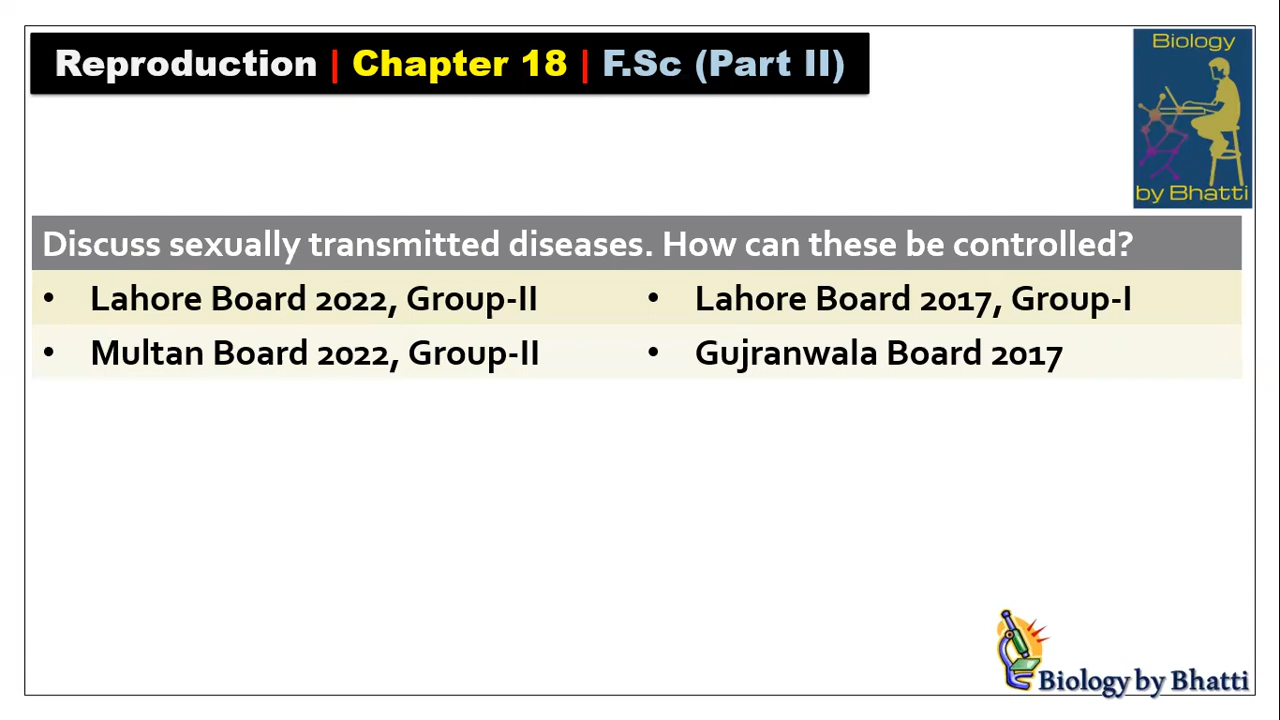 Reproduction | Chapter 18 | F.Sc (Part II)
Biology
by Bhatti
Discuss sexually transmitted diseases. How can these be controlled?
• Lahore Board 2022, Group-II • Lahore Board 2017, Group-I
• Multan Board 2022, Group-II • Gujranwala Board 2017
Biology by Bhatti